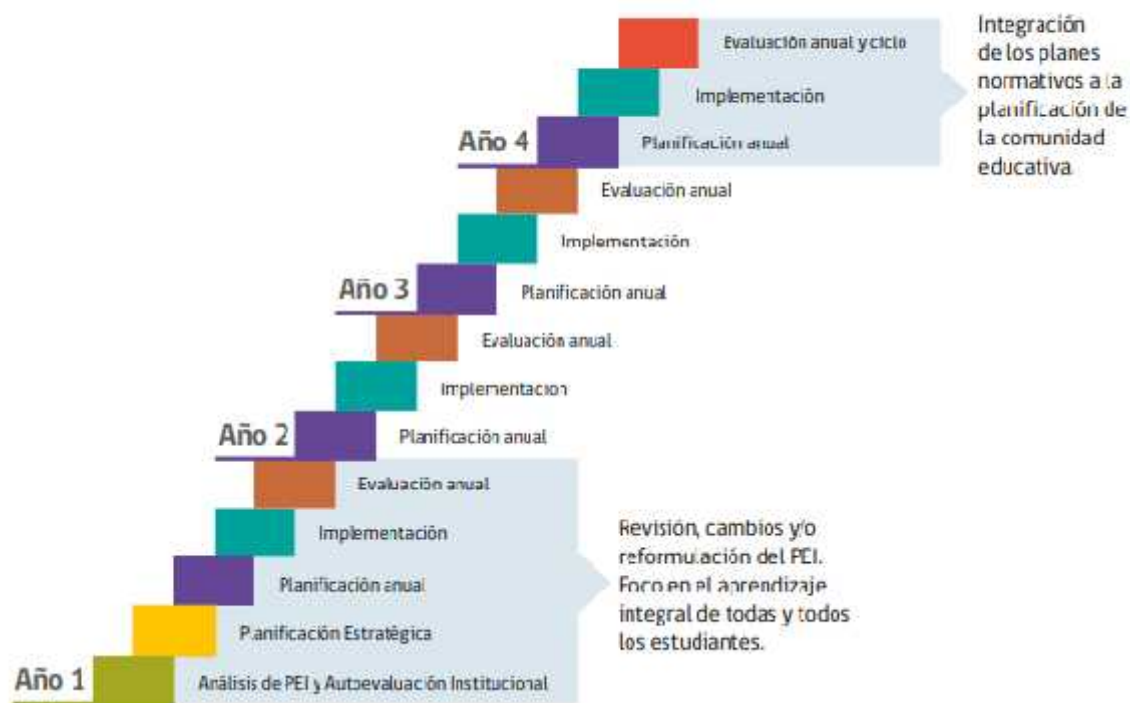 Evaluación anual y ciclo
Implementación
Año 4
Planificación anual
Integración
de los planes
normativos a la
planificación de
la comunidad
educativa.
Evaluación anual
Implementación
Año 3
Planificación anual
Evaluación anual
Implementacion
Año 2
Planificación anual
Evaluación anual
Implementación
Planificación anual
Planificación Estratégica
Año 1
Análisis de PEI y Autoevaluación Institucional
Revisión, cambios y/o
reformulación del PEI.
Foco en el aprendizaje
integral de todas y todos
los estudiantes.